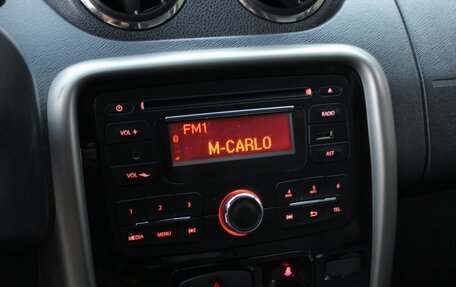 FM1
M-CARLO
VOL +
RADIO
AST
VOL -
1 2 3
4 5 6
MEDIA MENU
TEL